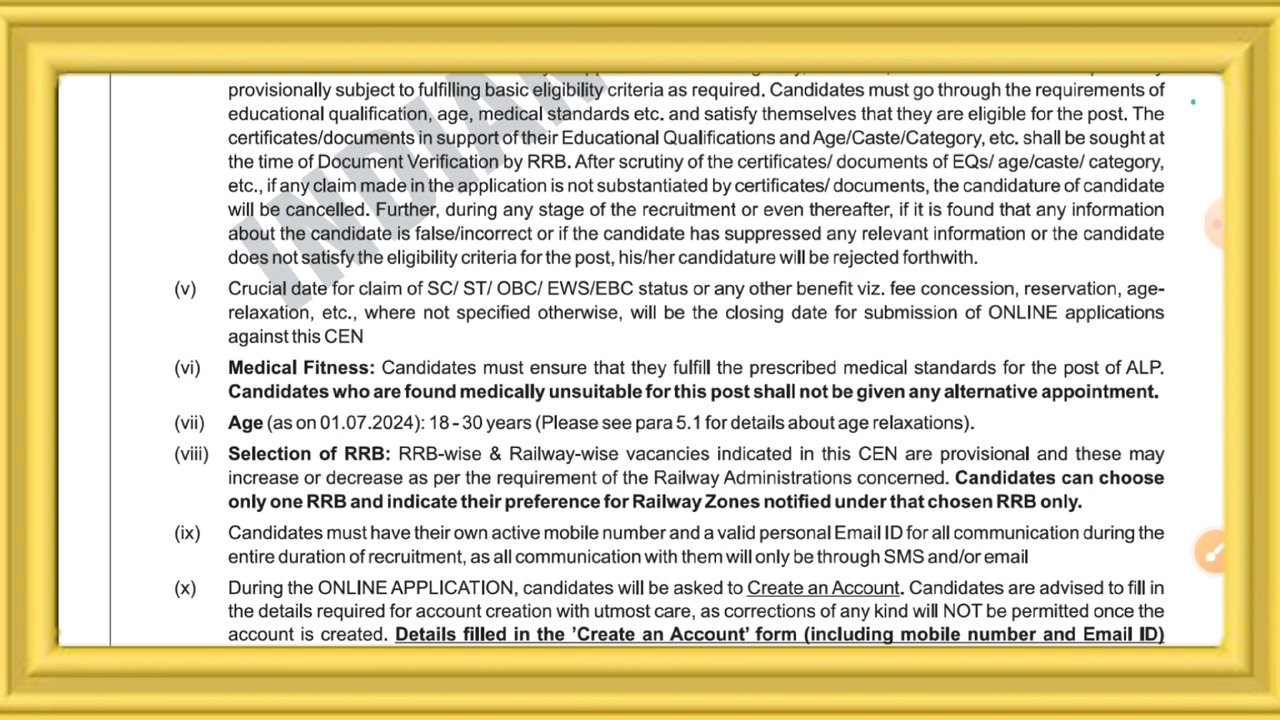 provisionally subject to fulfilling basic eligibility criteria as required. Candidates must go through the requirements of
educational qualification, age, medical standards etc. and satisfy themselves that they are eligible for the post. The
certificates/documents in support of their Educational Qualifications and Age/Caste/Category, etc. shall be sought at
the time of Document Verification by RRB. After scrutiny of the certificates/ documents of EQs/ age/caste/ category,
etc., if any claim made in the application is not substantiated by certificates/ documents, the candidature of candidate
will be cancelled. Further, during any stage of the recruitment or even thereafter, if it is found that any information
about the candidate is false/incorrect or if the candidate has suppressed any relevant information or the candidate
does not satisfy the eligibility criteria for the post, his/her candidature will be rejected forthwith.
(v) Crucial date for claim of SC/ ST/ OBC/ EWS/EBC status or any other benefit viz. fee concession, reservation, age-
relaxation, etc., where not specified otherwise, will be the closing date for submission of ONLINE applications
against this CEN
(vi) Medical Fitness: Candidates must ensure that they fulfill the prescribed medical standards for the post of ALP.
Candidates who are found medically unsuitable for this post shall not be given any alternative appointment.
(vii) Age (as on 01.07.2024): 18 - 30 years (Please see para 5.1 for details about age relaxations).
(viii) Selection of RRB: RRB-wise & Railway-wise vacancies indicated in this CEN are provisional and these may
increase or decrease as per the requirement of the Railway Administrations concerned. Candidates can choose
only one RRB and indicate their preference for Railway Zones notified under that chosen RRB only.
(ix) Candidates must have their own active mobile number and a valid personal Email ID for all communication during the
entire duration of recruitment, as all communication with them will only be through SMS and/or email
(x) During the ONLINE APPLICATION, candidates will be asked to Create an Account. Candidates are advised to fill in
the details required for account creation with utmost care, as corrections of any kind will NOT be permitted once the
account is created. Details filled in the 'Create an Account' form (including mobile number and Email ID)
INDIAN